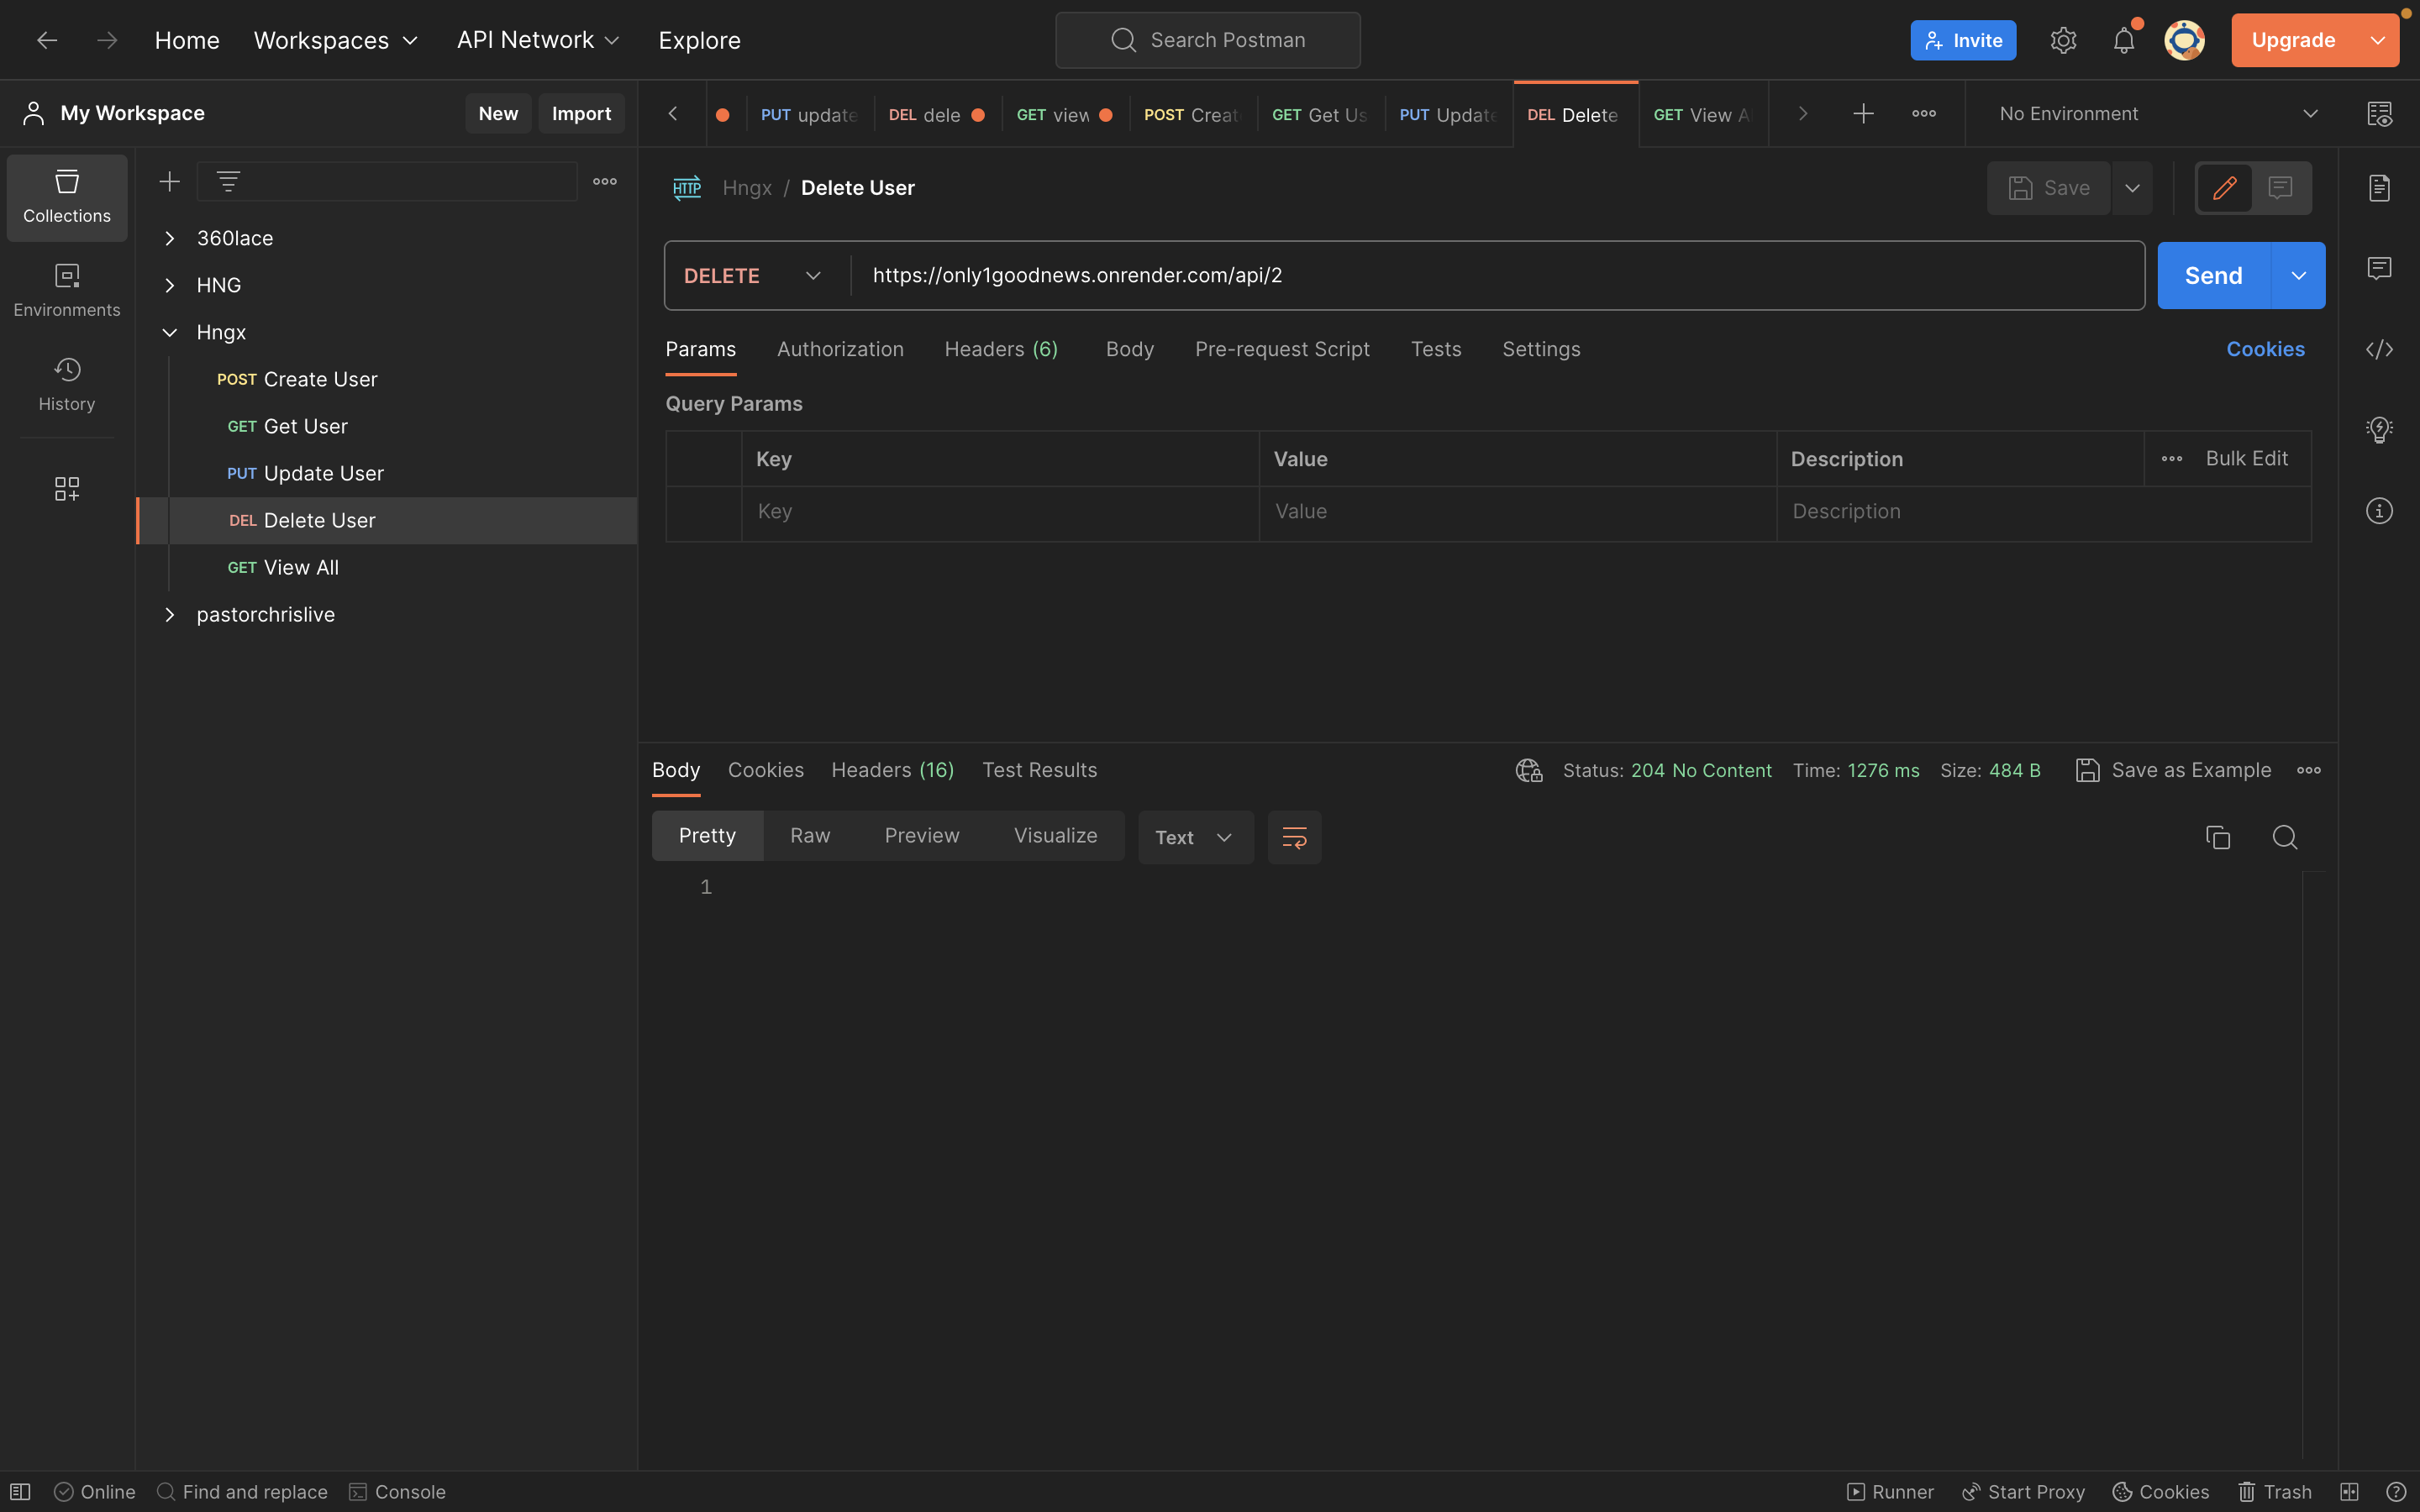 Home Workspaces API Network Explore Search Postman Invite Upgrade
My Workspace New Import
PUT update DEL dele GET view POST Creat GET Get Us PUT Update DEL Delete GET View A No Environment
Collections
Environments
History
360lace
HNG
Hngx
POST Create User
GET Get User
PUT Update User
DEL Delete User
GET View All
pastorchrislive
HTTP Hngx / Delete User Save
DELETE https://only1goodnews.onrender.com/api/2 Send
Params Authorization Headers (6) Body Pre-request Script Tests Settings Cookies
Query Params
Key Value Description Bulk Edit
Key Value Description
Body Cookies Headers (16) Test Results Status: 204 No Content Time: 1276 ms Size: 484 B Save as Example
Pretty Raw Preview Visualize Text
1
Online Find and replace Console Runner Start Proxy Cookies Trash